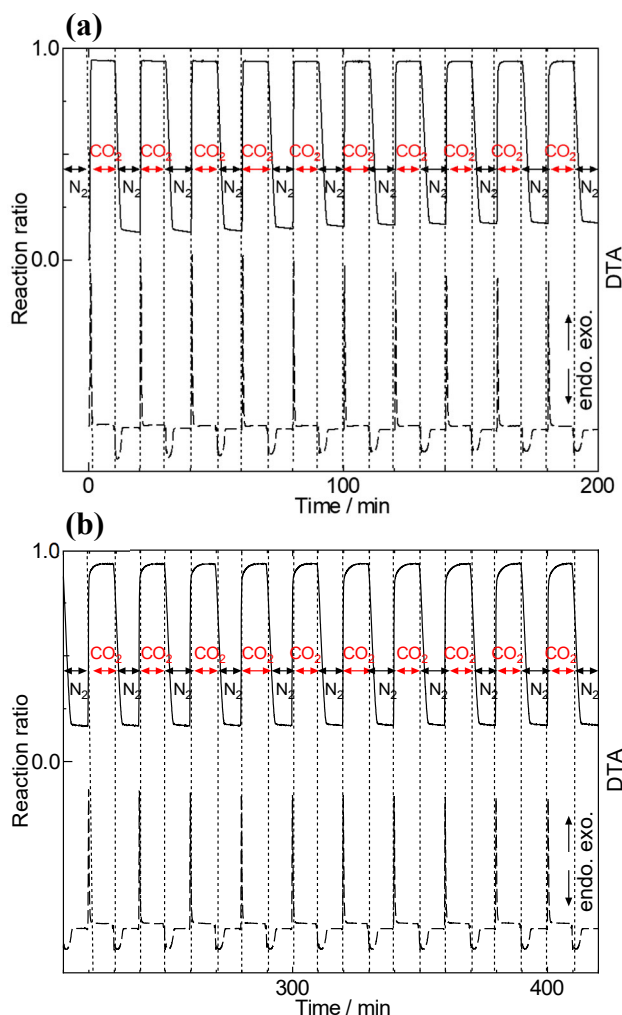 (a)
1.0
CO₂ CO₂ CO₂ CO₂ CO₂ CO₂ CO₂ CO₂ CO₂ CO₂
N₂ N₂ N₂ N₂ N₂ N₂ N₂ N₂ N₂ N₂ N₂
0.0
Reaction ratio
DTA
endo. exo.
0 100 200
Time / min
(b)
1.0
CO₂ CO₂ CO₂ CO₂ CO₂ CO₂ CO₂ CO₂ CO₂ CO₂
N₂ N₂ N₂ N₂ N₂ N₂ N₂ N₂ N₂ N₂ N₂
0.0
Reaction ratio
DTA
endo. exo.
300 400
Time / min